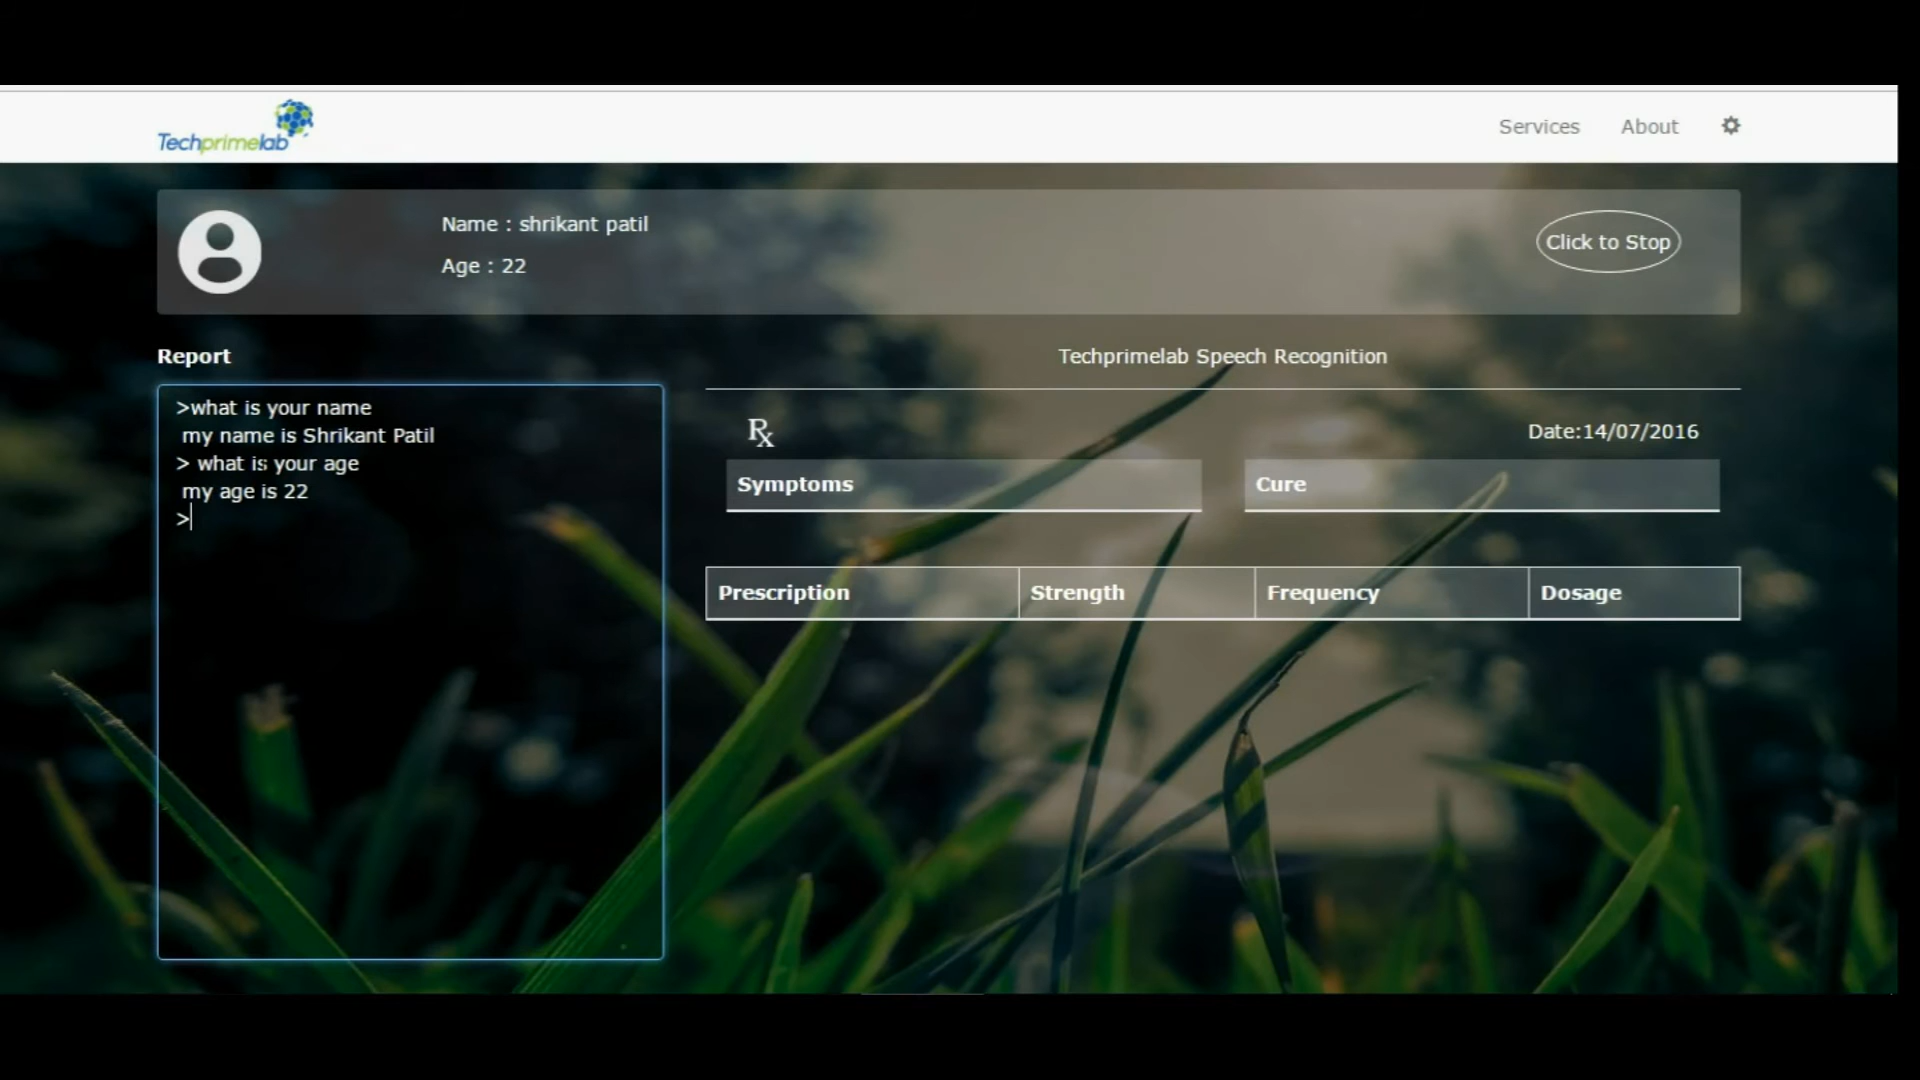 Techprimelab
Services
About
Name : shrikant patil
Age : 22
Click to Stop
Report
>what is your name
my name is Shrikant Patil
> what is your age
my age is 22
>
Techprimelab Speech Recognition
Rx
Date:14/07/2016
Symptoms
Cure
Prescription
Strength
Frequency
Dosage